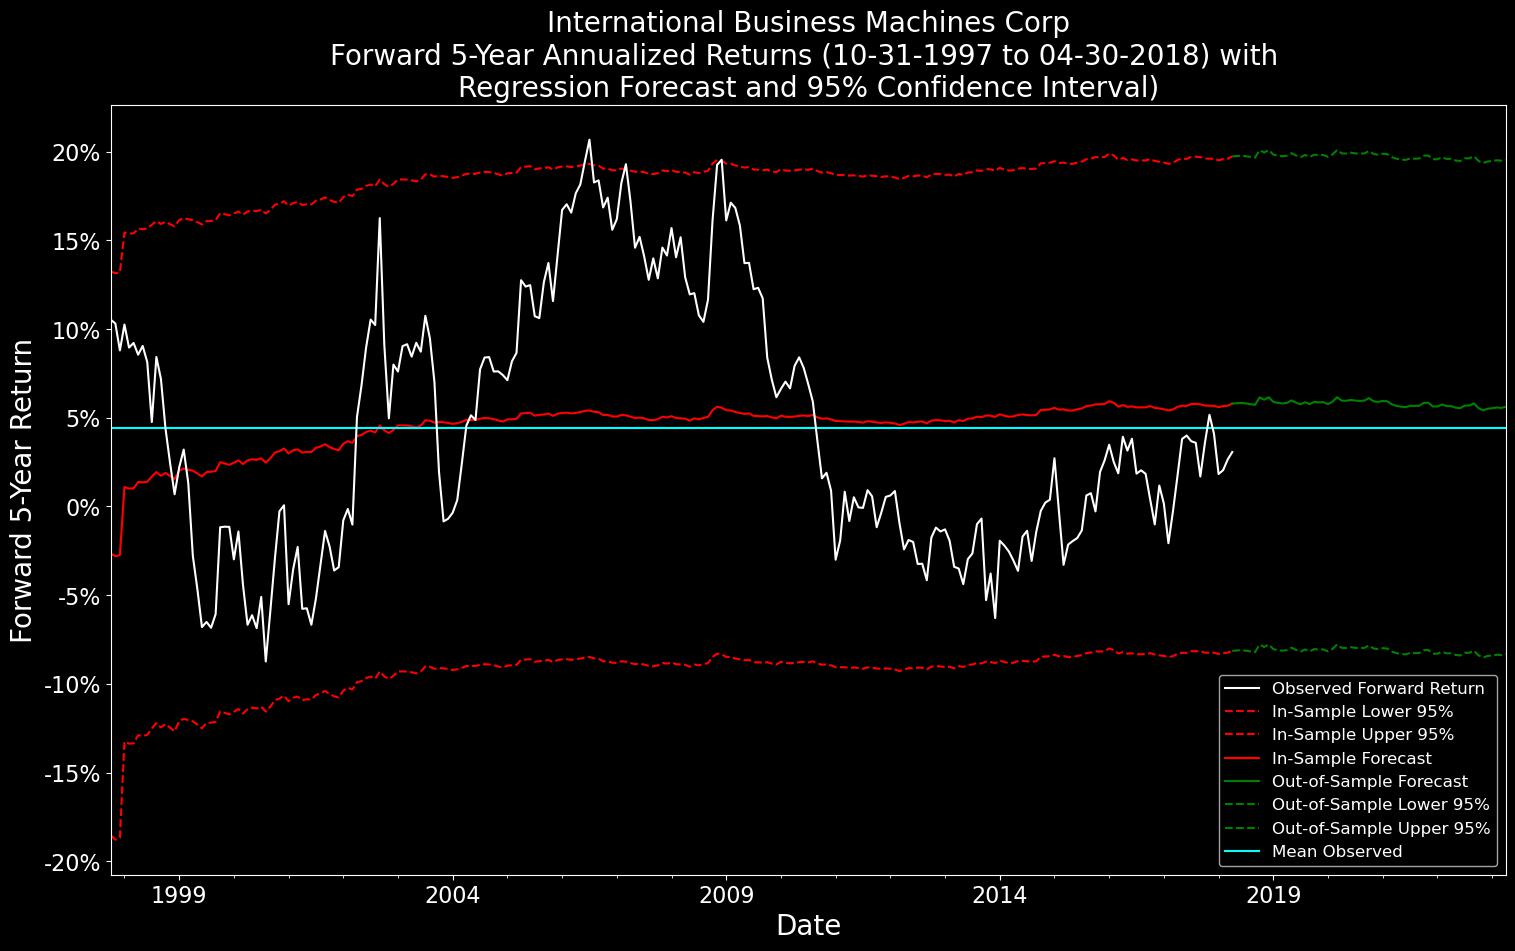 International Business Machines Corp
Forward 5-Year Annualized Returns (10-31-1997 to 04-30-2018) with
Regression Forecast and 95% Confidence Interval)
Forward 5-Year Return
20%
15%
10%
5%
0%
-5%
-10%
-15%
-20%
Observed Forward Return
In-Sample Lower 95%
In-Sample Upper 95%
In-Sample Forecast
Out-of-Sample Forecast
Out-of-Sample Lower 95%
Out-of-Sample Upper 95%
Mean Observed
1999 2004 2009 2014 2019
Date